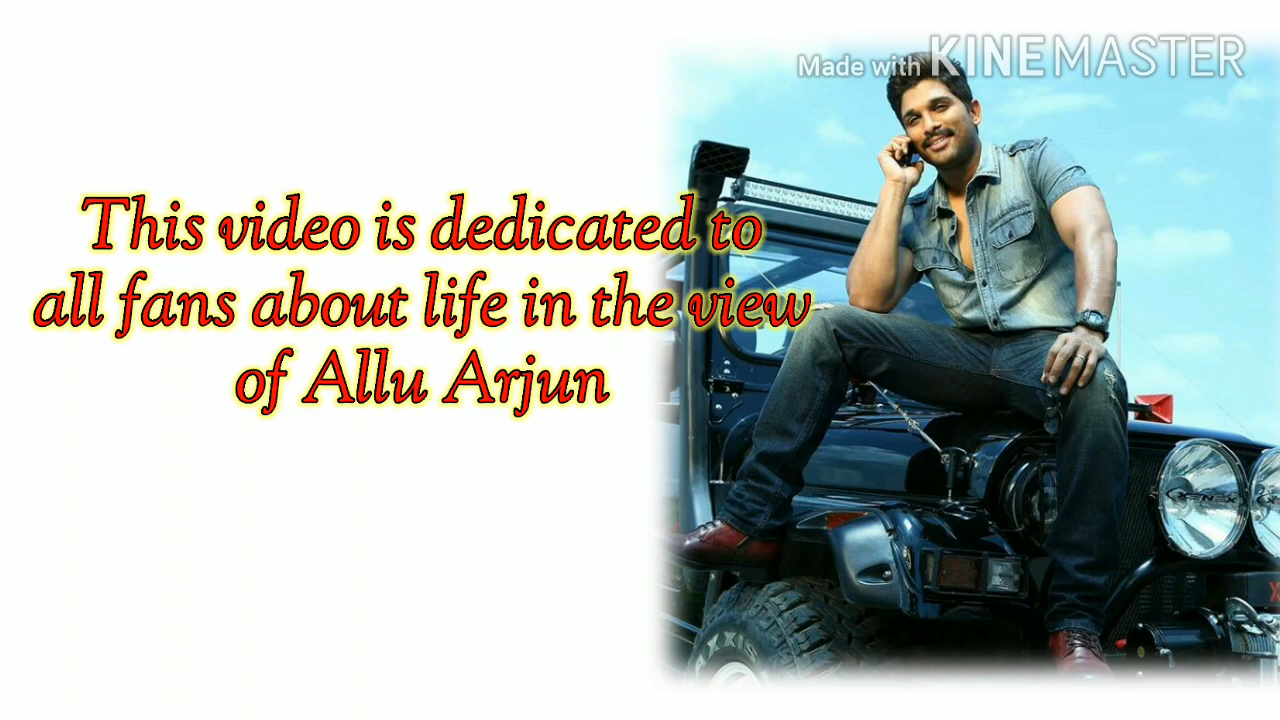 Made with KINEMASTER
This video is dedicated to
all fans about life in the view
of Allu Arjun